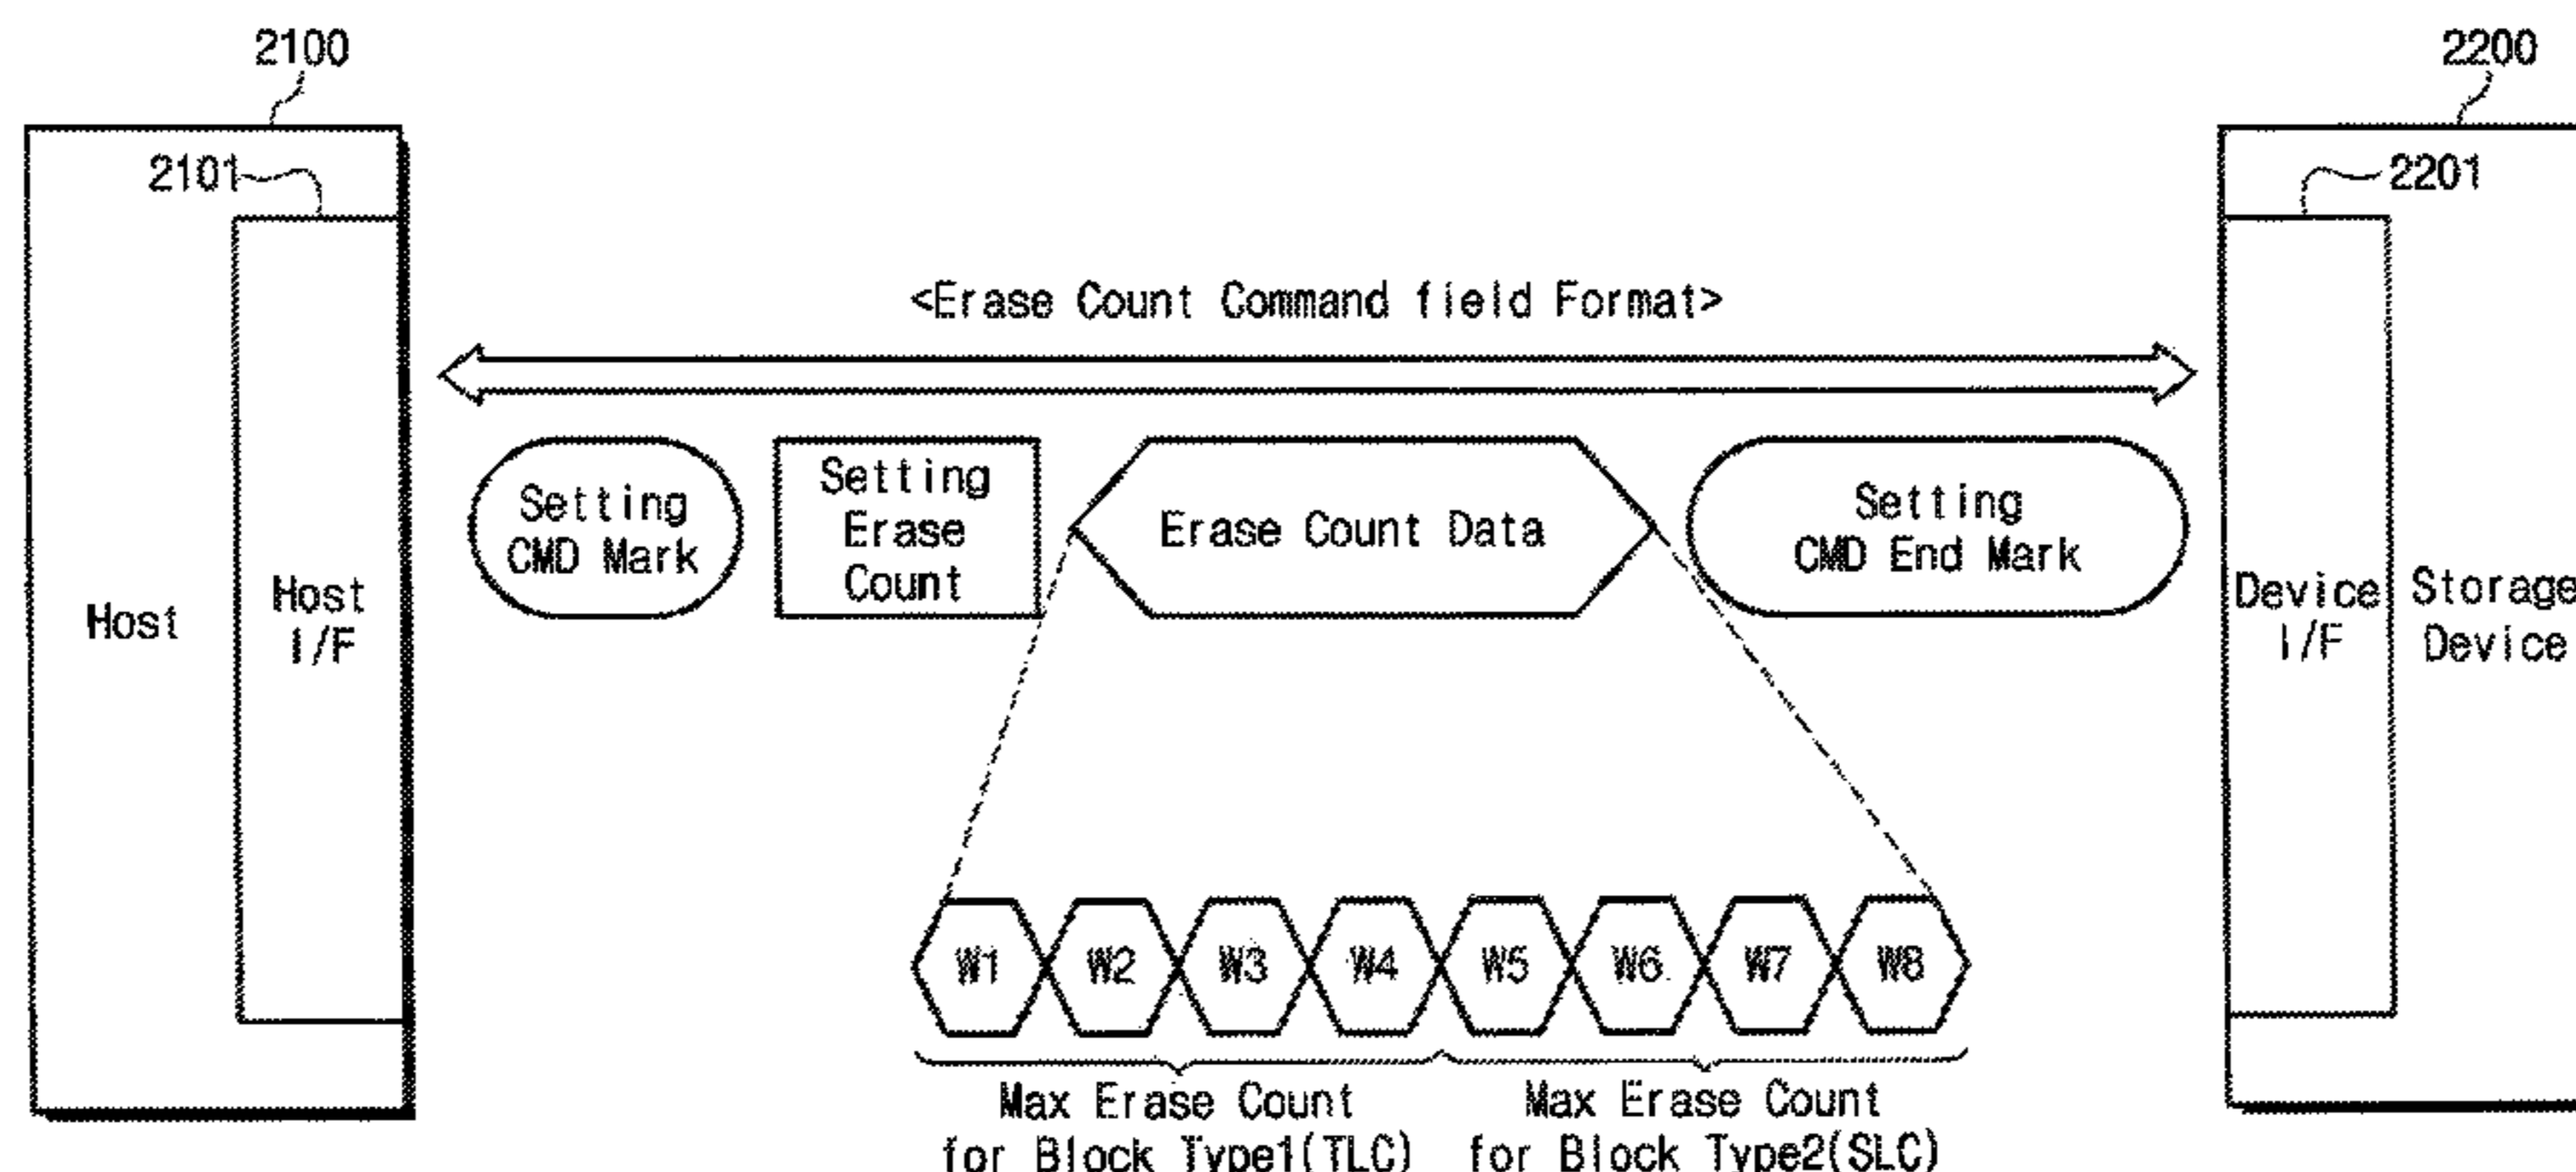 2100
2200
2101
2201
<Erase Count Command field Format>
Setting
CMD Mark
Setting
Erase
Count
Erase Count Data
Setting
CMD End Mark
Host
Host
I/F
Device
I/F
Storage
Device
W1 W2 W3 W4 W5 W6 W7 W8
Max Erase Count
for Block Type1(TLC)
Max Erase Count
for Block Type2(SLC)